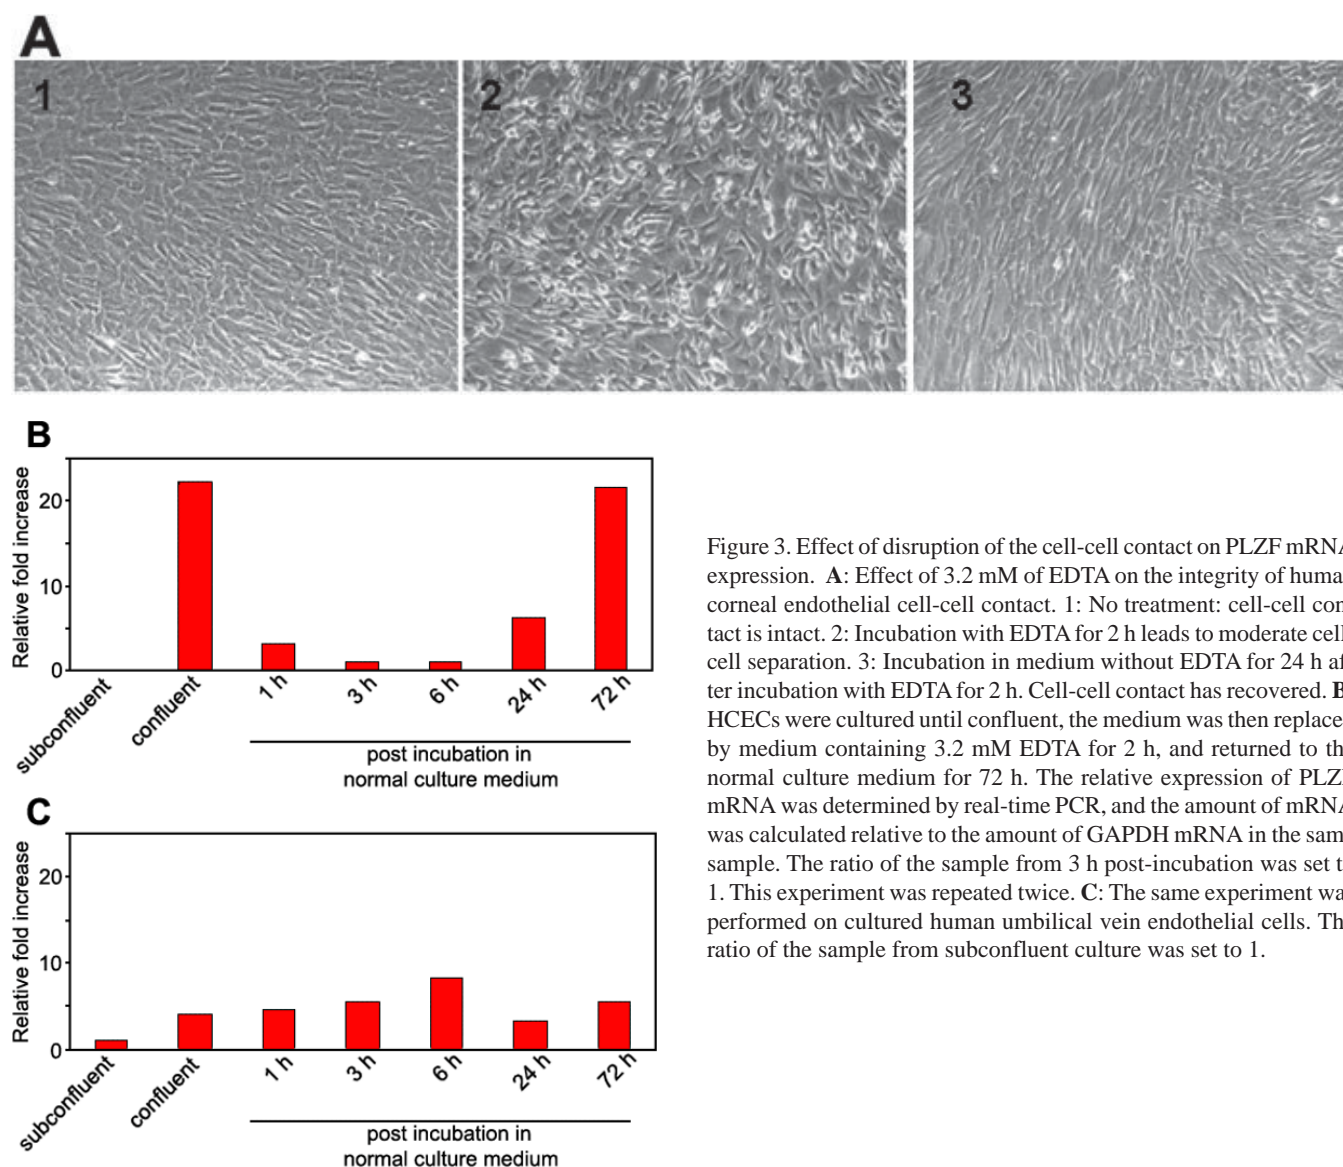 A
1
2
3
B
Relative fold increase
20
10
0
subconfluent
confluent
1 h
3 h
6 h
24 h
72 h
post incubation in
normal culture medium
C
Relative fold increase
20
10
0
subconfluent
confluent
1 h
3 h
6 h
24 h
72 h
post incubation in
normal culture medium
Figure 3. Effect of disruption of the cell-cell contact on PLZF mRNA
expression. A: Effect of 3.2 mM of EDTA on the integrity of huma
corneal endothelial cell-cell contact. 1: No treatment: cell-cell con
tact is intact. 2: Incubation with EDTA for 2 h leads to moderate cell
cell separation. 3: Incubation in medium without EDTA for 24 h af
ter incubation with EDTA for 2 h. Cell-cell contact has recovered. B
HCECs were cultured until confluent, the medium was then replace
by medium containing 3.2 mM EDTA for 2 h, and returned to th
normal culture medium for 72 h. The relative expression of PLZ
mRNA was determined by real-time PCR, and the amount of mRNA
was calculated relative to the amount of GAPDH mRNA in the sam
sample. The ratio of the sample from 3 h post-incubation was set t
1. This experiment was repeated twice. C: The same experiment wa
performed on cultured human umbilical vein endothelial cells. Th
ratio of the sample from subconfluent culture was set to 1.